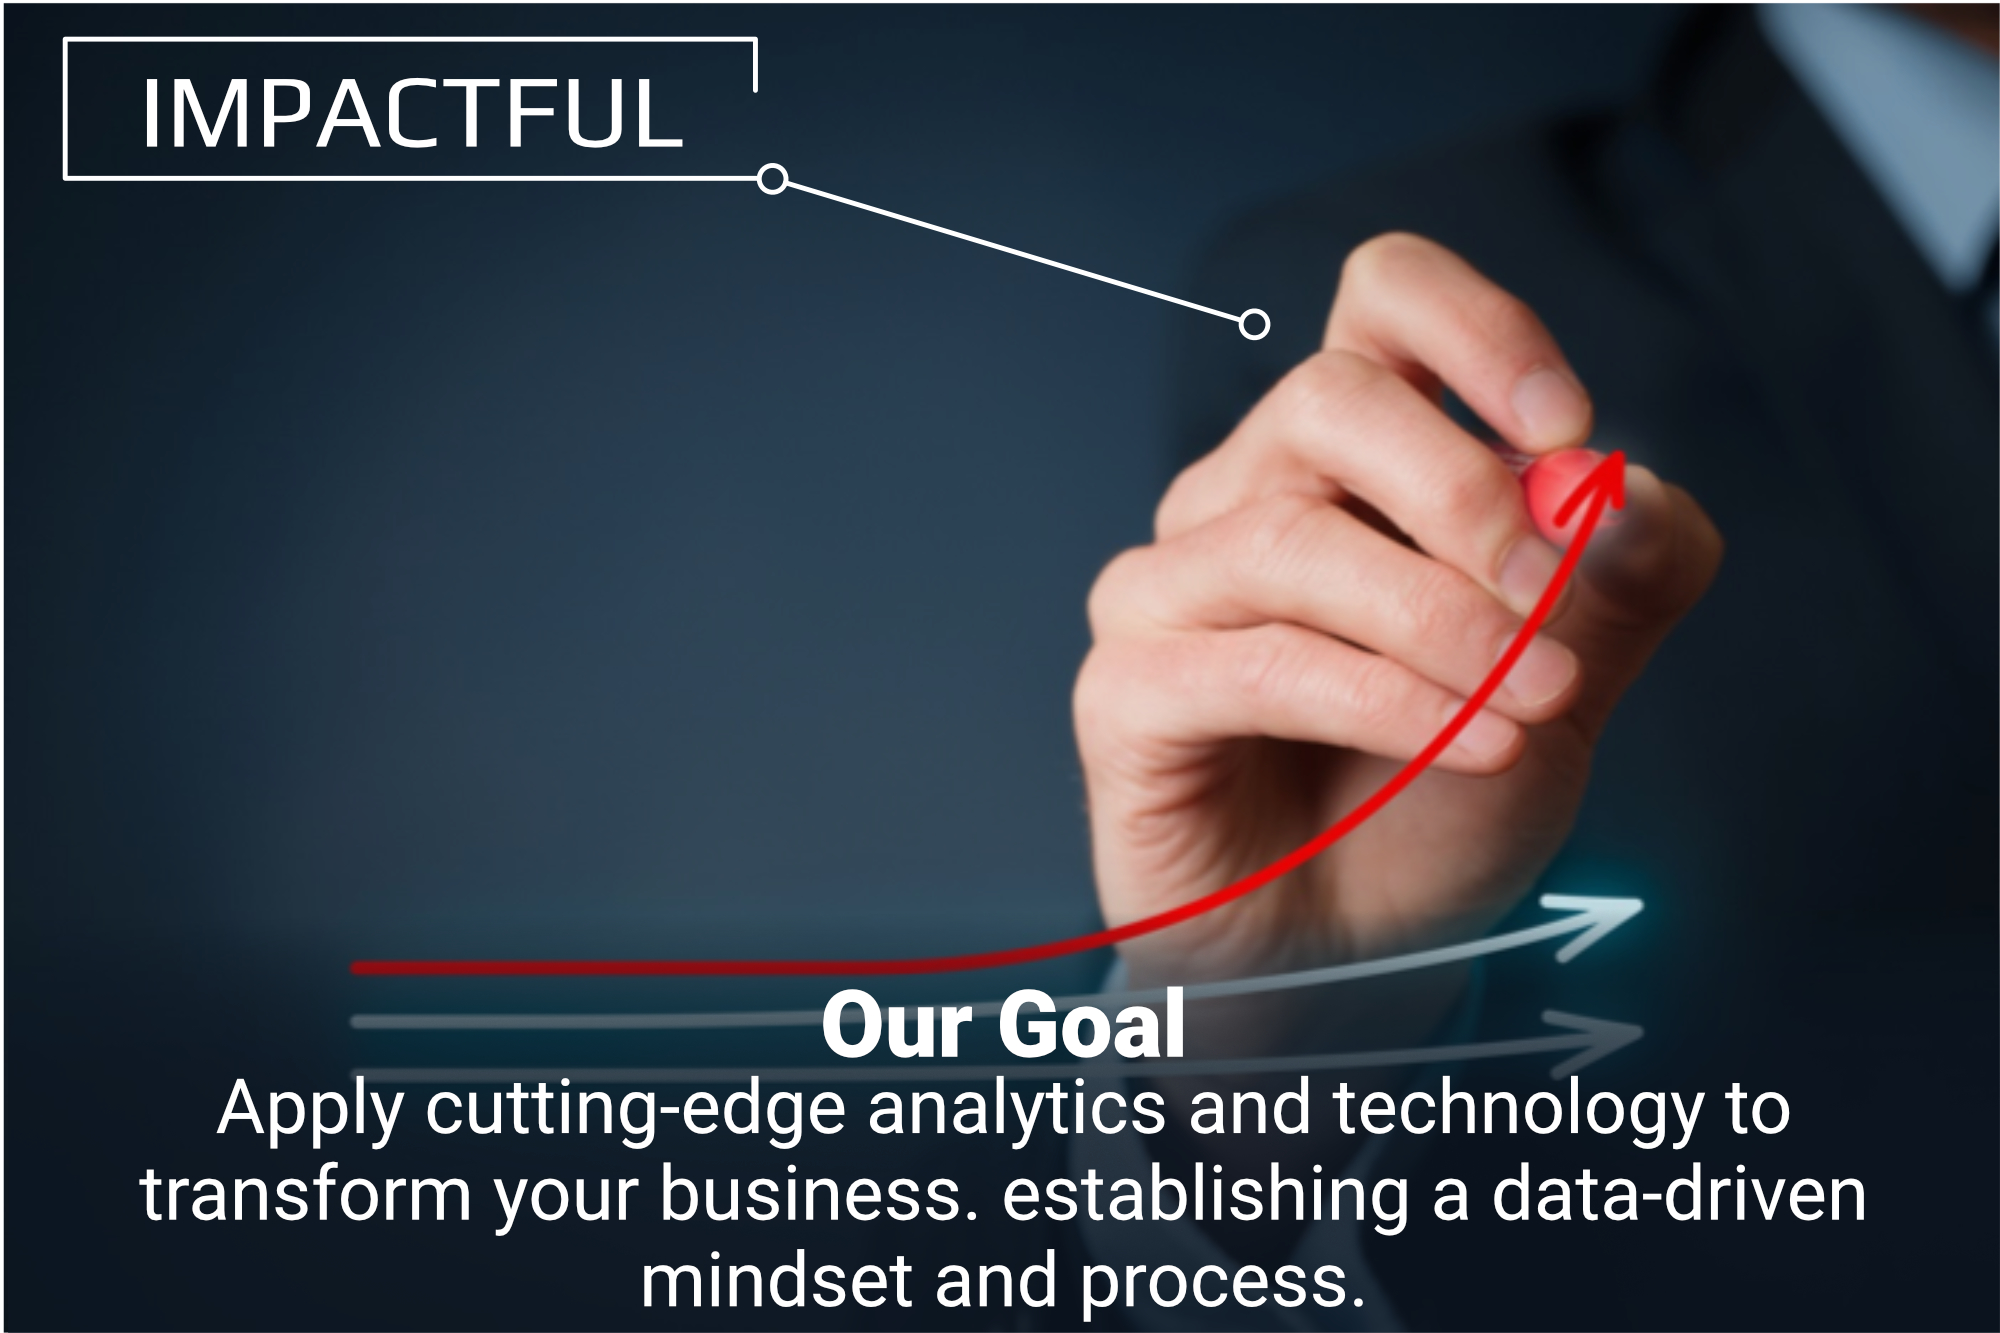 IMPACTFUL
Our Goal
Apply cutting-edge analytics and technology to
transform your business. establishing a data-driven
mindset and process.